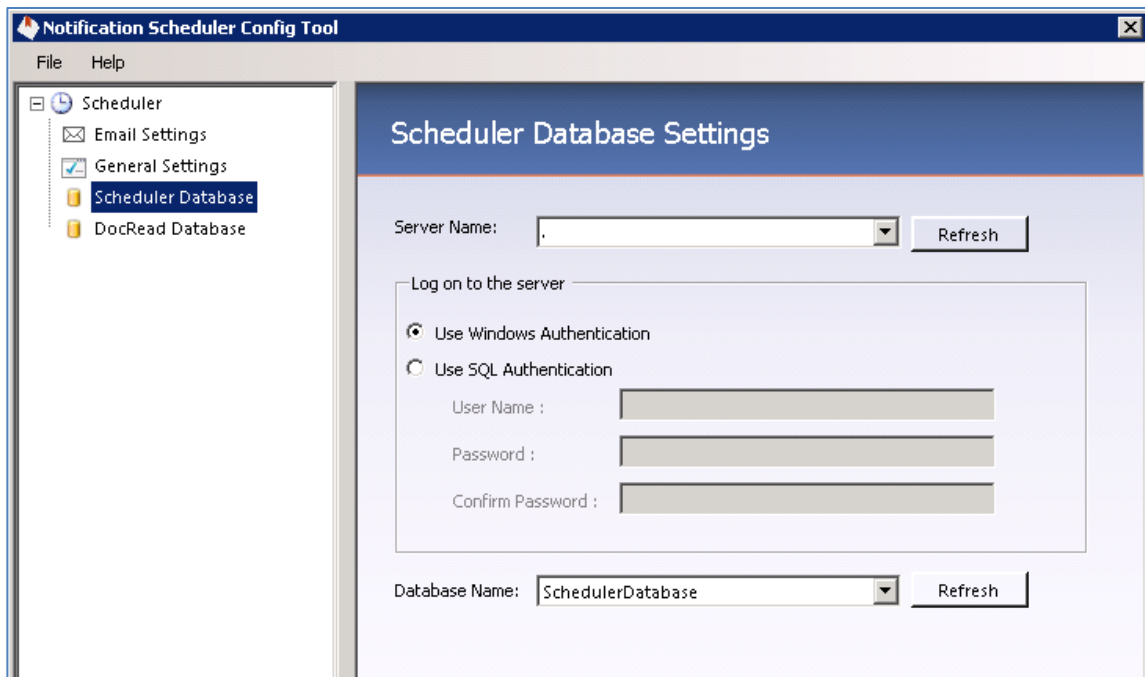 Notification Scheduler Config Tool
File Help
Scheduler
Email Settings
General Settings
Scheduler Database
DocRead Database
Scheduler Database Settings
Server Name: . Refresh
Log on to the server
Use Windows Authentication
Use SQL Authentication
User Name :
Password :
Confirm Password :
Database Name: SchedulerDatabase Refresh